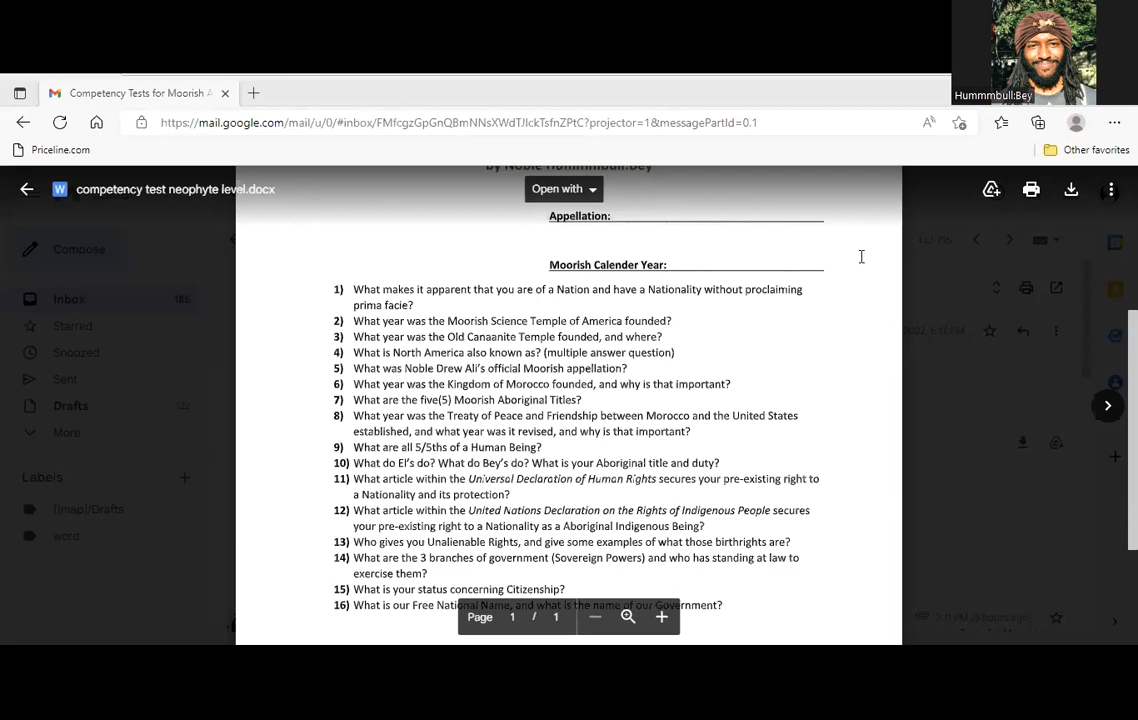 Hummmbull:Bey
Competency Tests for Moorish A
https://mail.google.com/mail/u/0/#inbox/FMfcgzGpGnQBmNNsXWdTJIckTsfnZPtC?projector=1&messagePartId=0.1
Priceline.com
Other favorites
by Noble Hummmbull:Bey
competency test neophyte level.docx
Open with
Appellation:
Compose
4 of 716
Moorish Calender Year:
1) What makes it apparent that you are of a Nation and have a Nationality without proclaiming
prima facie?
Inbox 185
2) What year was the Moorish Science Temple of America founded?
Starred
3) What year was the Old Canaanite Temple founded, and where?
4) What is North America also known as? (multiple answer question)
Snoozed
5) What was Noble Drew Ali's official Moorish appellation?
Sent
6) What year was the Kingdom of Morocco founded, and why is that important?
7) What are the five(5) Moorish Aboriginal Titles?
Drafts 122
8) What year was the Treaty of Peace and Friendship between Morocco and the United States
established, and what year was it revised, and why is that important?
More
9) What are all 5/5ths of a Human Being?
10) What do El's do? What do Bey's do? What is your Aboriginal title and duty?
Labels
11) What article within the Universal Declaration of Human Rights secures your pre-existing right to
a Nationality and its protection?
[Imap]/Drafts
12) What article within the United Nations Declaration on the Rights of Indigenous People secures
your pre-existing right to a Nationality as a Aboriginal Indigenous Being?
word
13) Who gives you Unalienable Rights, and give some examples of what those birthrights are?
14) What are the 3 branches of government (Sovereign Powers) and who has standing at law to
exercise them?
15) What is your status concerning Citizenship?
16) What is our Free National Name, and what is the name of our Government?
Page 1 / 1